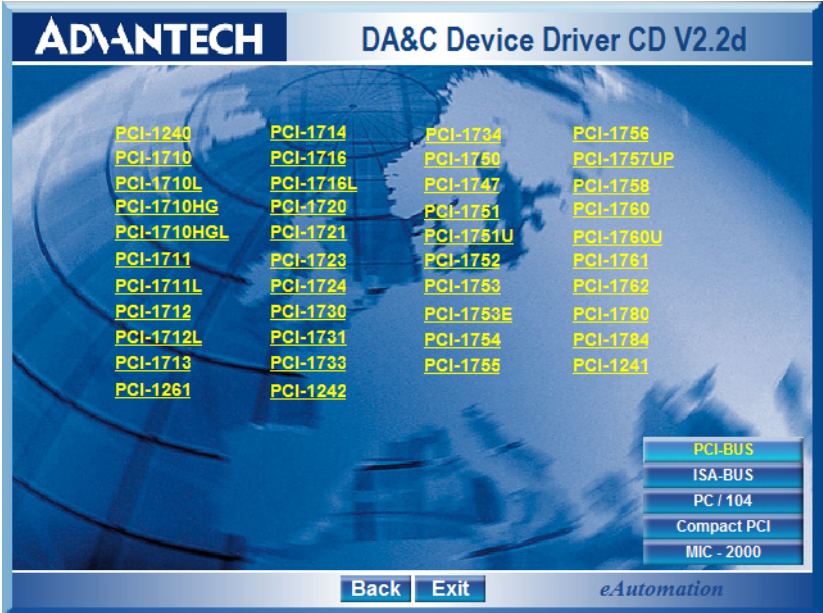 ADVANTECH
DA&C Device Driver CD V2.2d
PCI-1240
PCI-1710
PCI-1710L
PCI-1710HG
PCI-1710HGL
PCI-1711
PCI-1711L
PCI-1712
PCI-1712L
PCI-1713
PCI-1261
PCI-1714
PCI-1716
PCI-1716L
PCI-1720
PCI-1721
PCI-1723
PCI-1724
PCI-1730
PCI-1731
PCI-1733
PCI-1242
PCI-1734
PCI-1750
PCI-1747
PCI-1751
PCI-1751U
PCI-1752
PCI-1753
PCI-1753E
PCI-1754
PCI-1755
PCI-1756
PCI-1757UP
PCI-1758
PCI-1760
PCI-1760U
PCI-1761
PCI-1762
PCI-1780
PCI-1784
PCI-1241
PCI-BUS
ISA-BUS
PC / 104
Compact PCI
MIC - 2000
Back Exit eAutomation